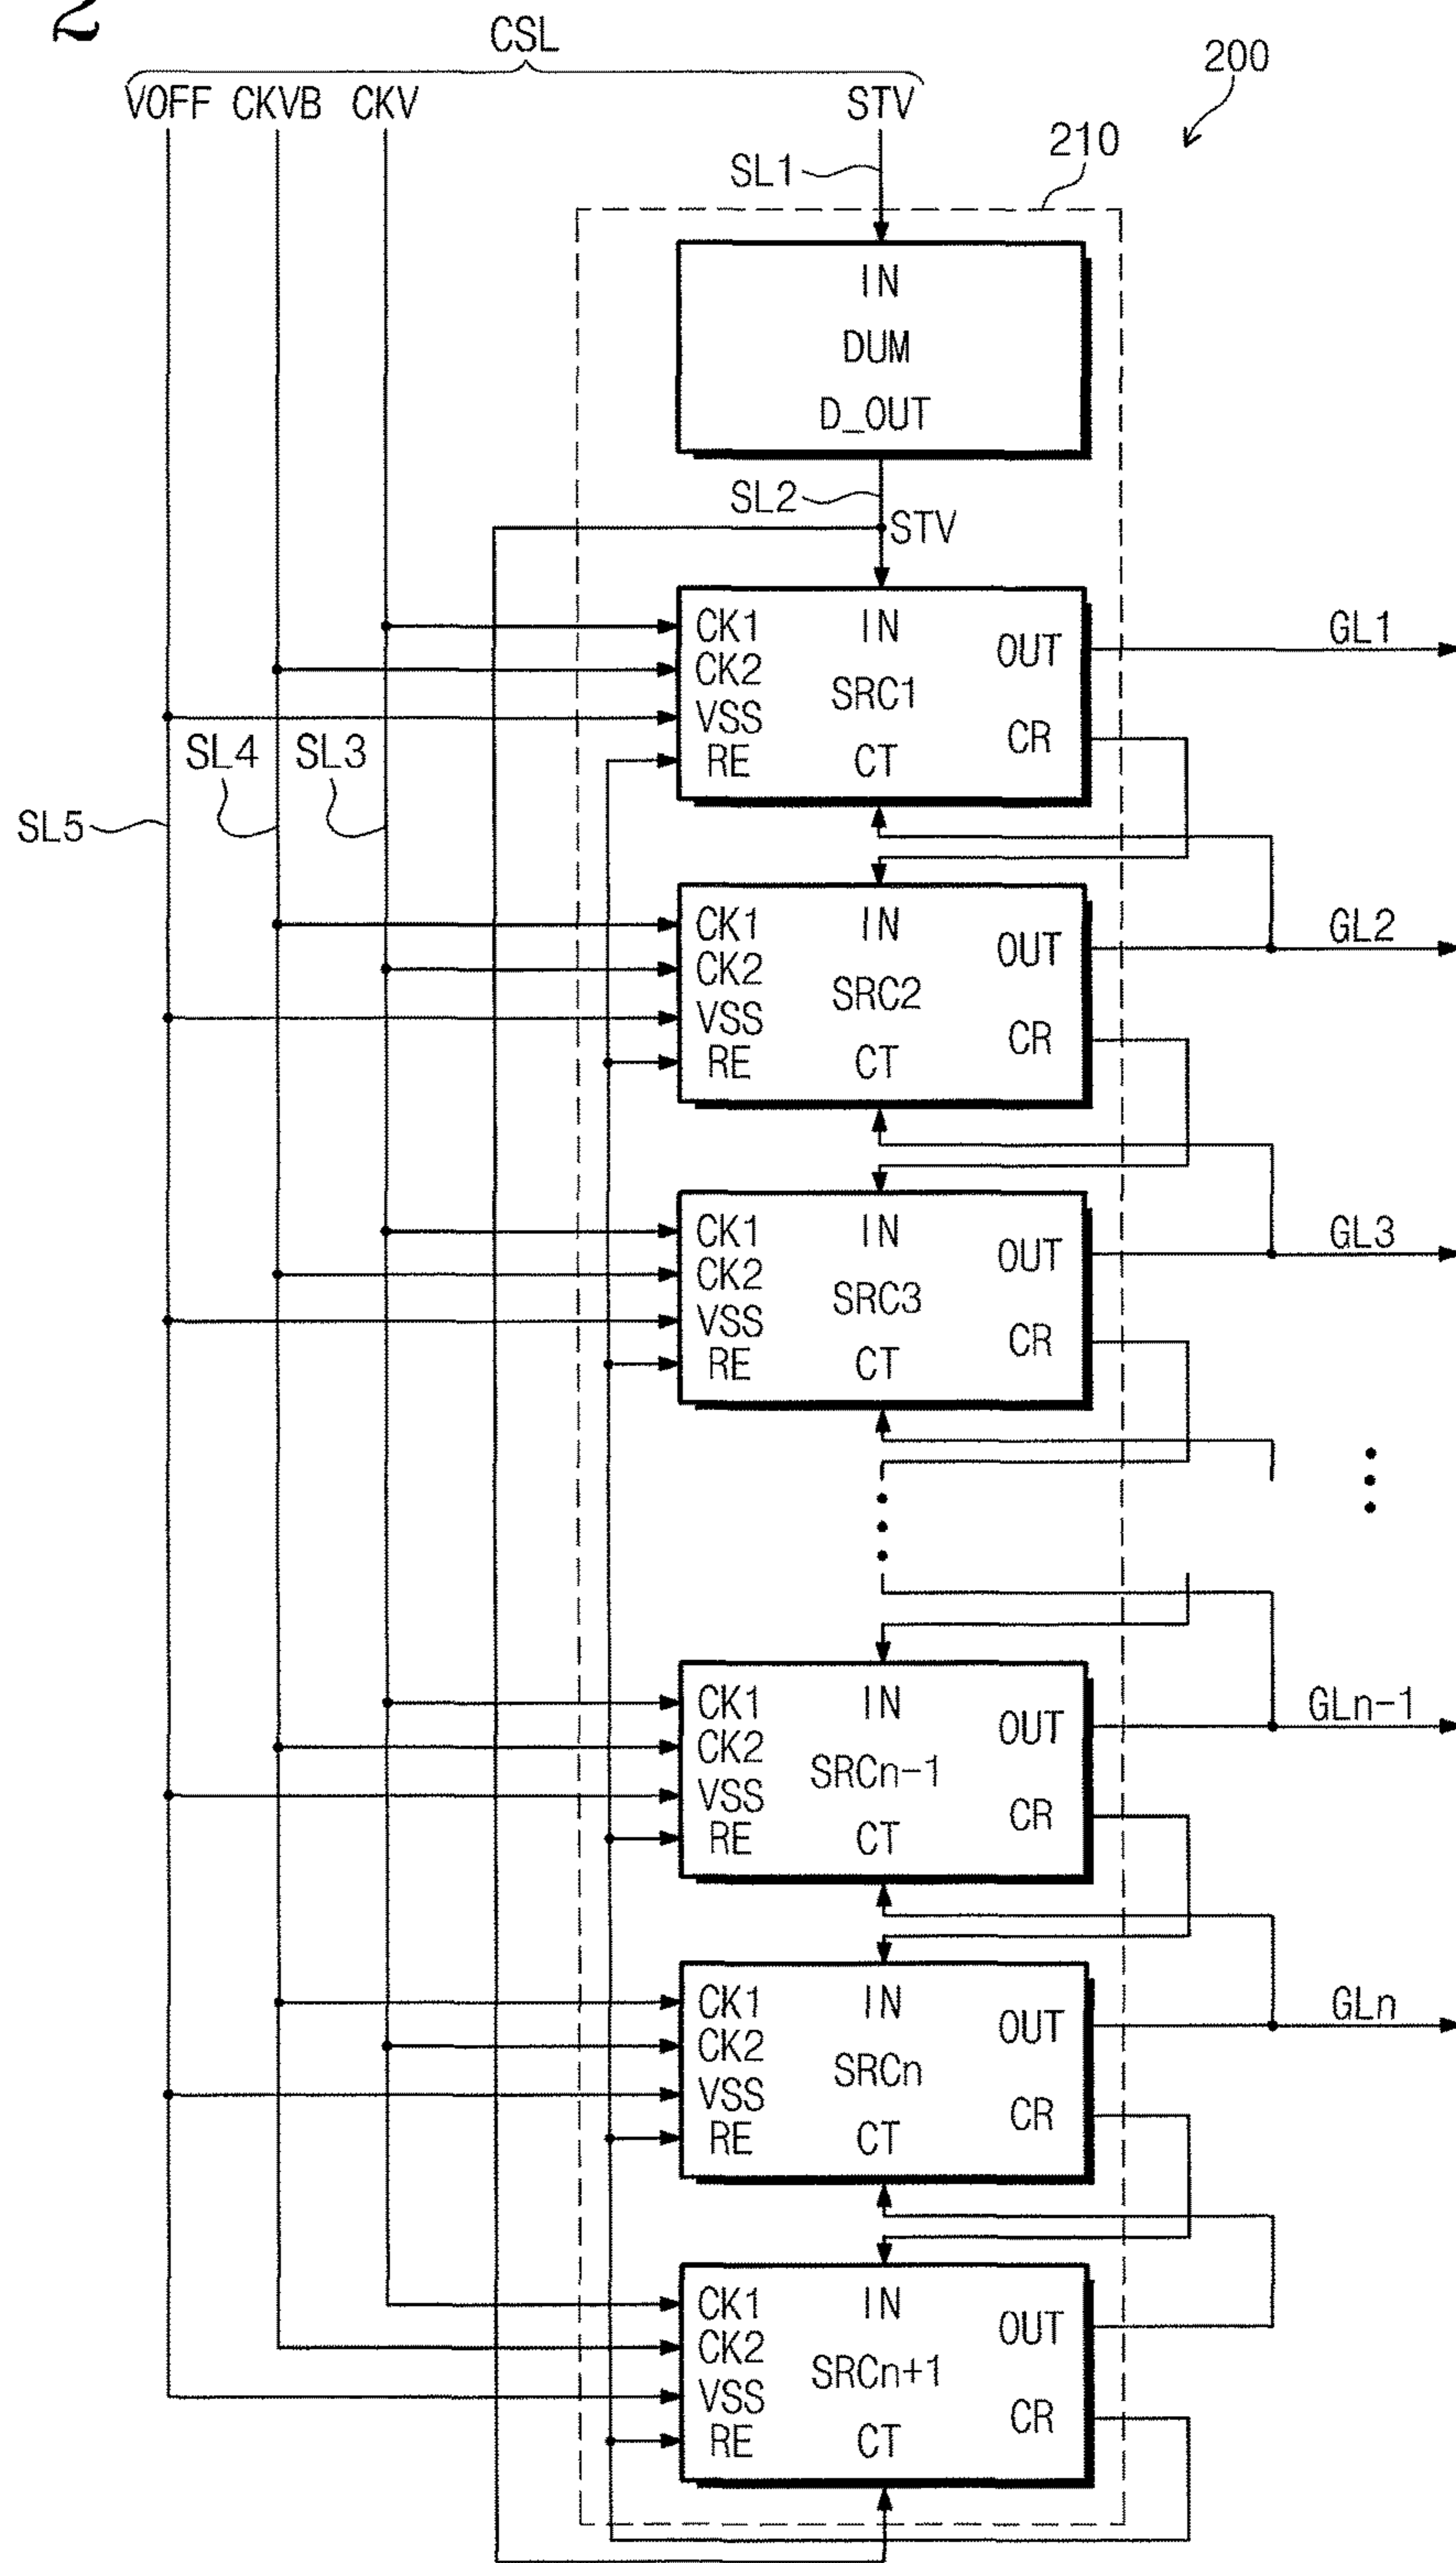 2
CSL
200
VOFF CKVB CKV STV
210
SL1
IN
DUM
D_OUT
SL2
STV
CK1 IN
OUT GL1
CK2
SRC1
VSS
CR
RE CT
SL4 SL3
SL5
CK1 IN
OUT GL2
CK2
SRC2
VSS
CR
RE CT
CK1 IN
OUT GL3
CK2
SRC3
VSS
CR
RE CT
CK1 IN
OUT GLn-1
CK2
SRCn-1
VSS
CR
RE CT
CK1 IN
OUT GLn
CK2
SRCn
VSS
CR
RE CT
CK1 IN
OUT
CK2
SRCn+1
VSS
CR
RE CT